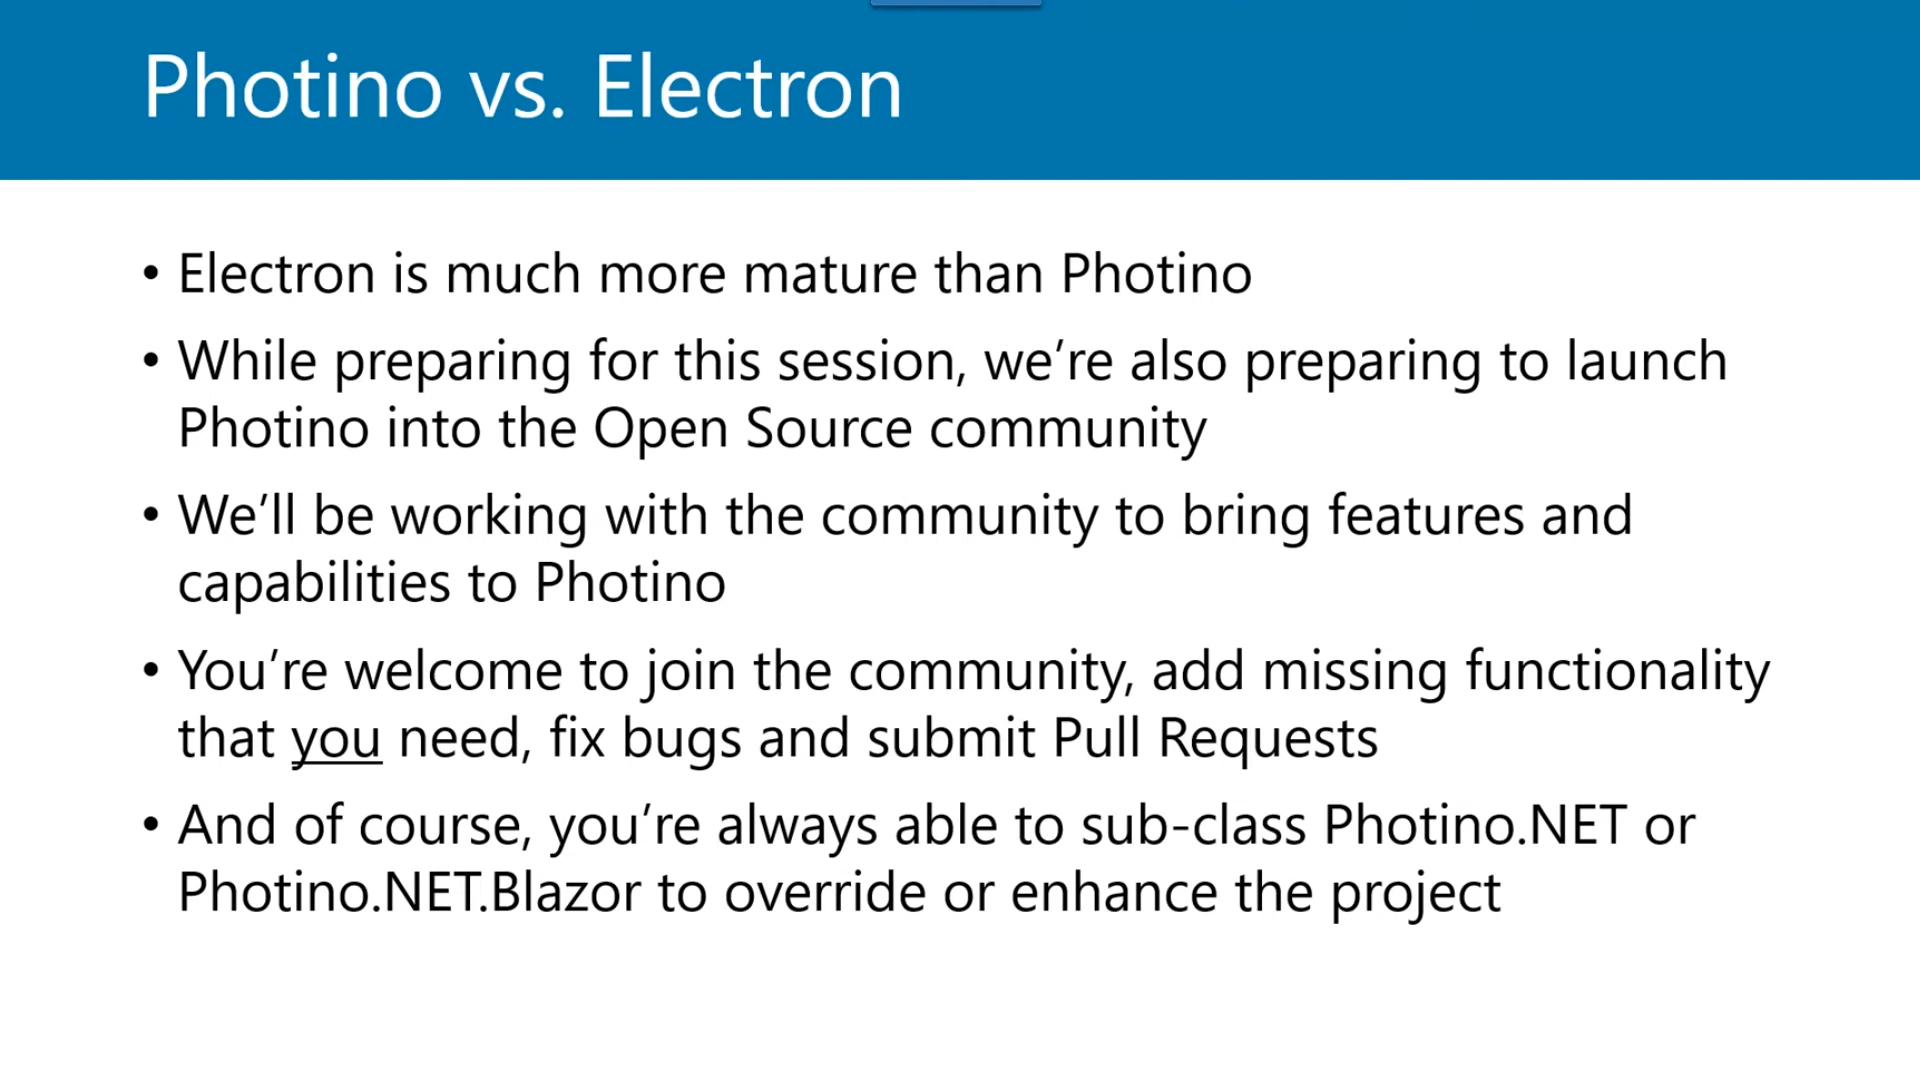 Photino vs. Electron
• Electron is much more mature than Photino
• While preparing for this session, we’re also preparing to launch
Photino into the Open Source community
• We’ll be working with the community to bring features and
capabilities to Photino
• You’re welcome to join the community, add missing functionality
that you need, fix bugs and submit Pull Requests
• And of course, you’re always able to sub-class Photino.NET or
Photino.NET.Blazor to override or enhance the project